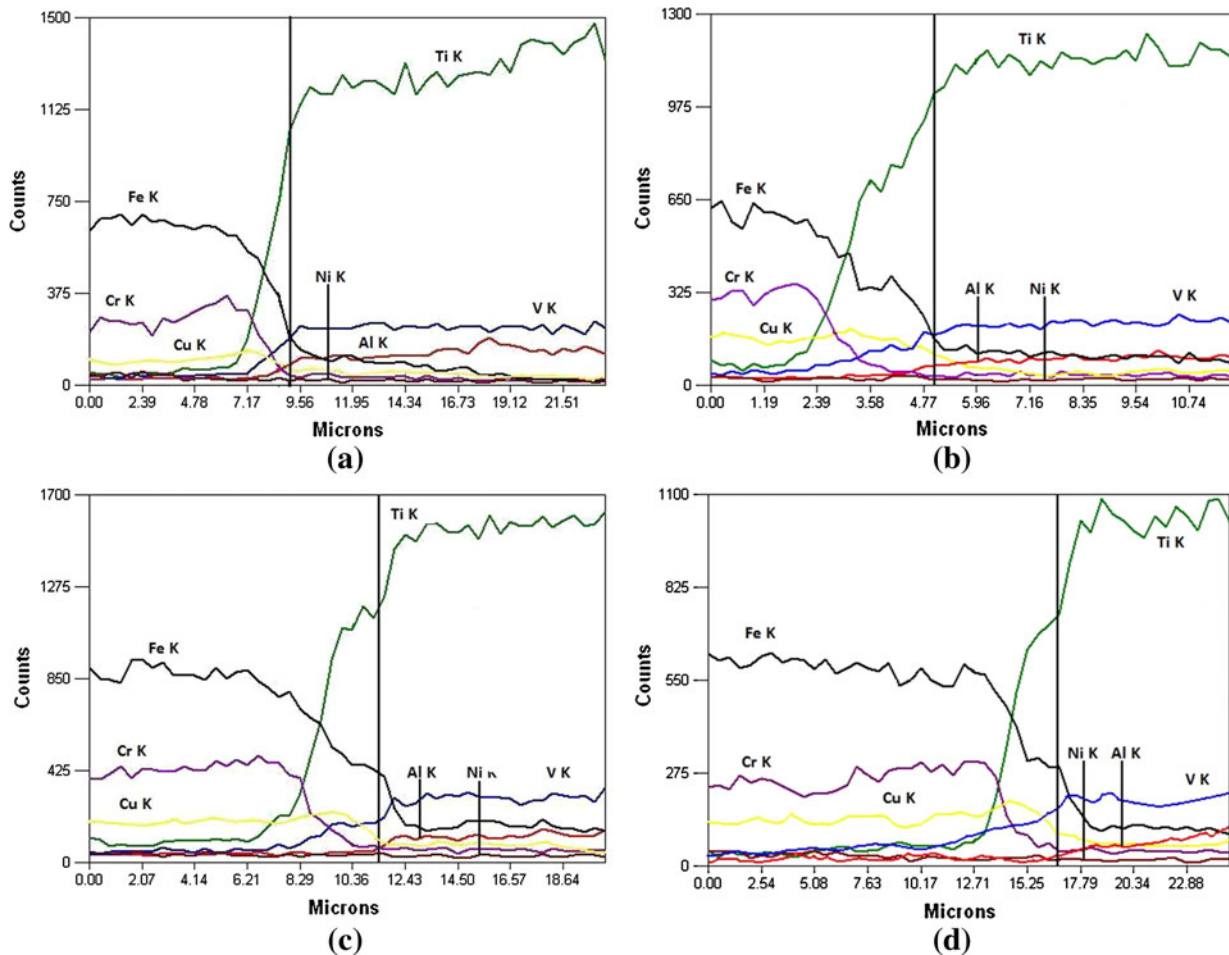 1500
1125
750
375
0
Counts
Ti K
Fe K
Cr K
Cu K
Ni K
Al K
V K
0.00 2.39 4.78 7.17 9.56 11.95 14.34 16.73 19.12 21.51
Microns
(a)
1300
975
650
325
0
Counts
Ti K
Fe K
Cr K
Cu K
Al K
Ni K
V K
0.00 1.19 2.39 3.58 4.77 5.96 7.16 8.35 9.54 10.74
Microns
(b)
1700
1275
850
425
0
Counts
Ti K
Fe K
Cr K
Cu K
Al K
Ni K
V K
0.00 2.07 4.14 6.21 8.29 10.36 12.43 14.50 16.57 18.64
Microns
(c)
1100
825
550
275
0
Counts
Ti K
Fe K
Cr K
Cu K
Ni K
Al K
V K
0.00 2.54 5.08 7.63 10.17 12.71 15.25 17.79 20.34 22.88
Microns
(d)